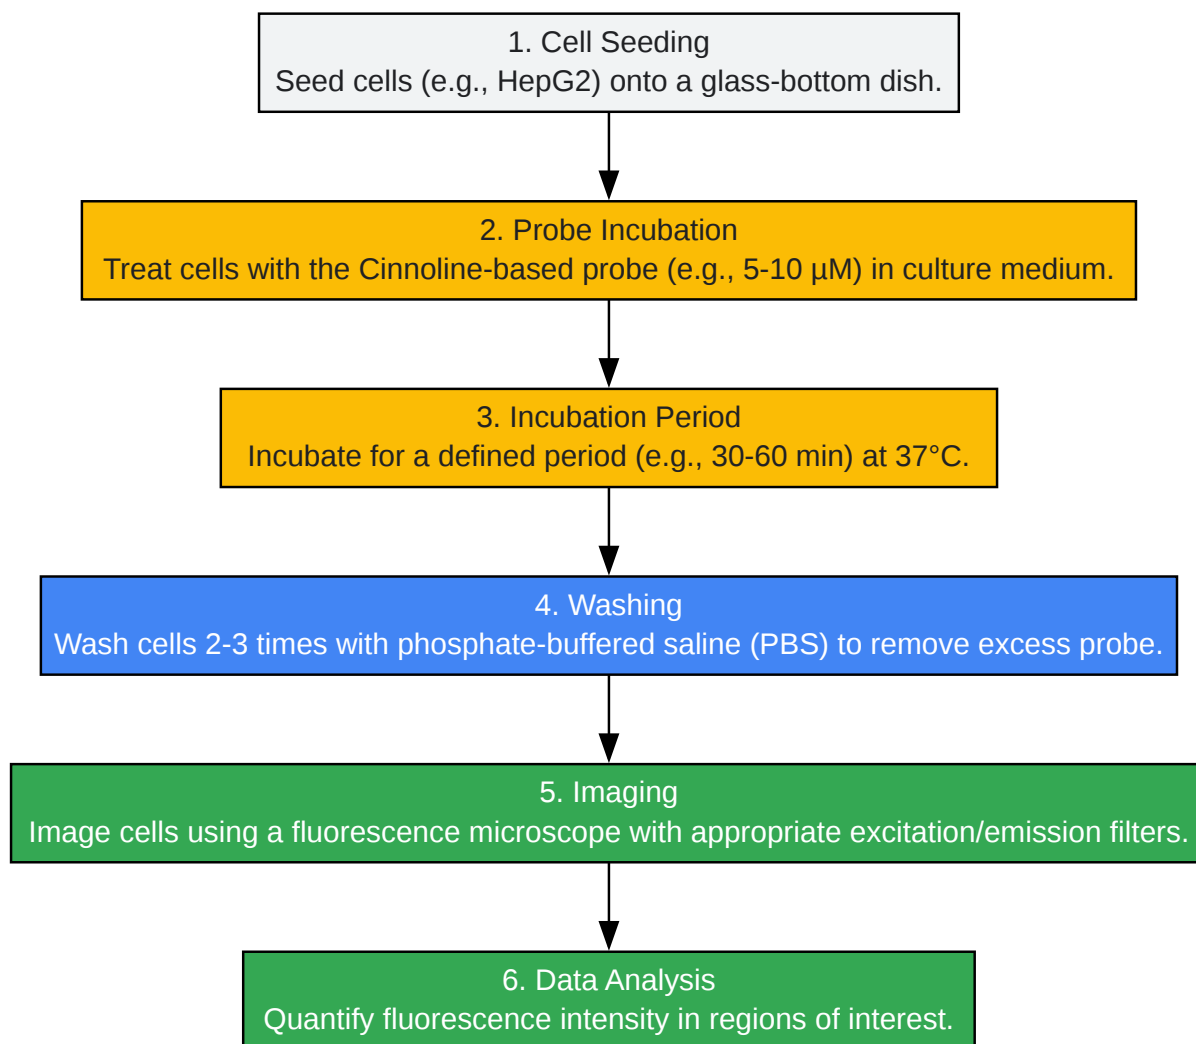 1. Cell Seeding
Seed cells (e.g., HepG2) onto a glass-bottom dish.
2. Probe Incubation
Treat cells with the Cinnoline-based probe (e.g., 5-10 µM) in culture medium.
3. Incubation Period
Incubate for a defined period (e.g., 30-60 min) at 37°C.
4. Washing
Wash cells 2-3 times with phosphate-buffered saline (PBS) to remove excess probe.
5. Imaging
Image cells using a fluorescence microscope with appropriate excitation/emission filters.
6. Data Analysis
Quantify fluorescence intensity in regions of interest.